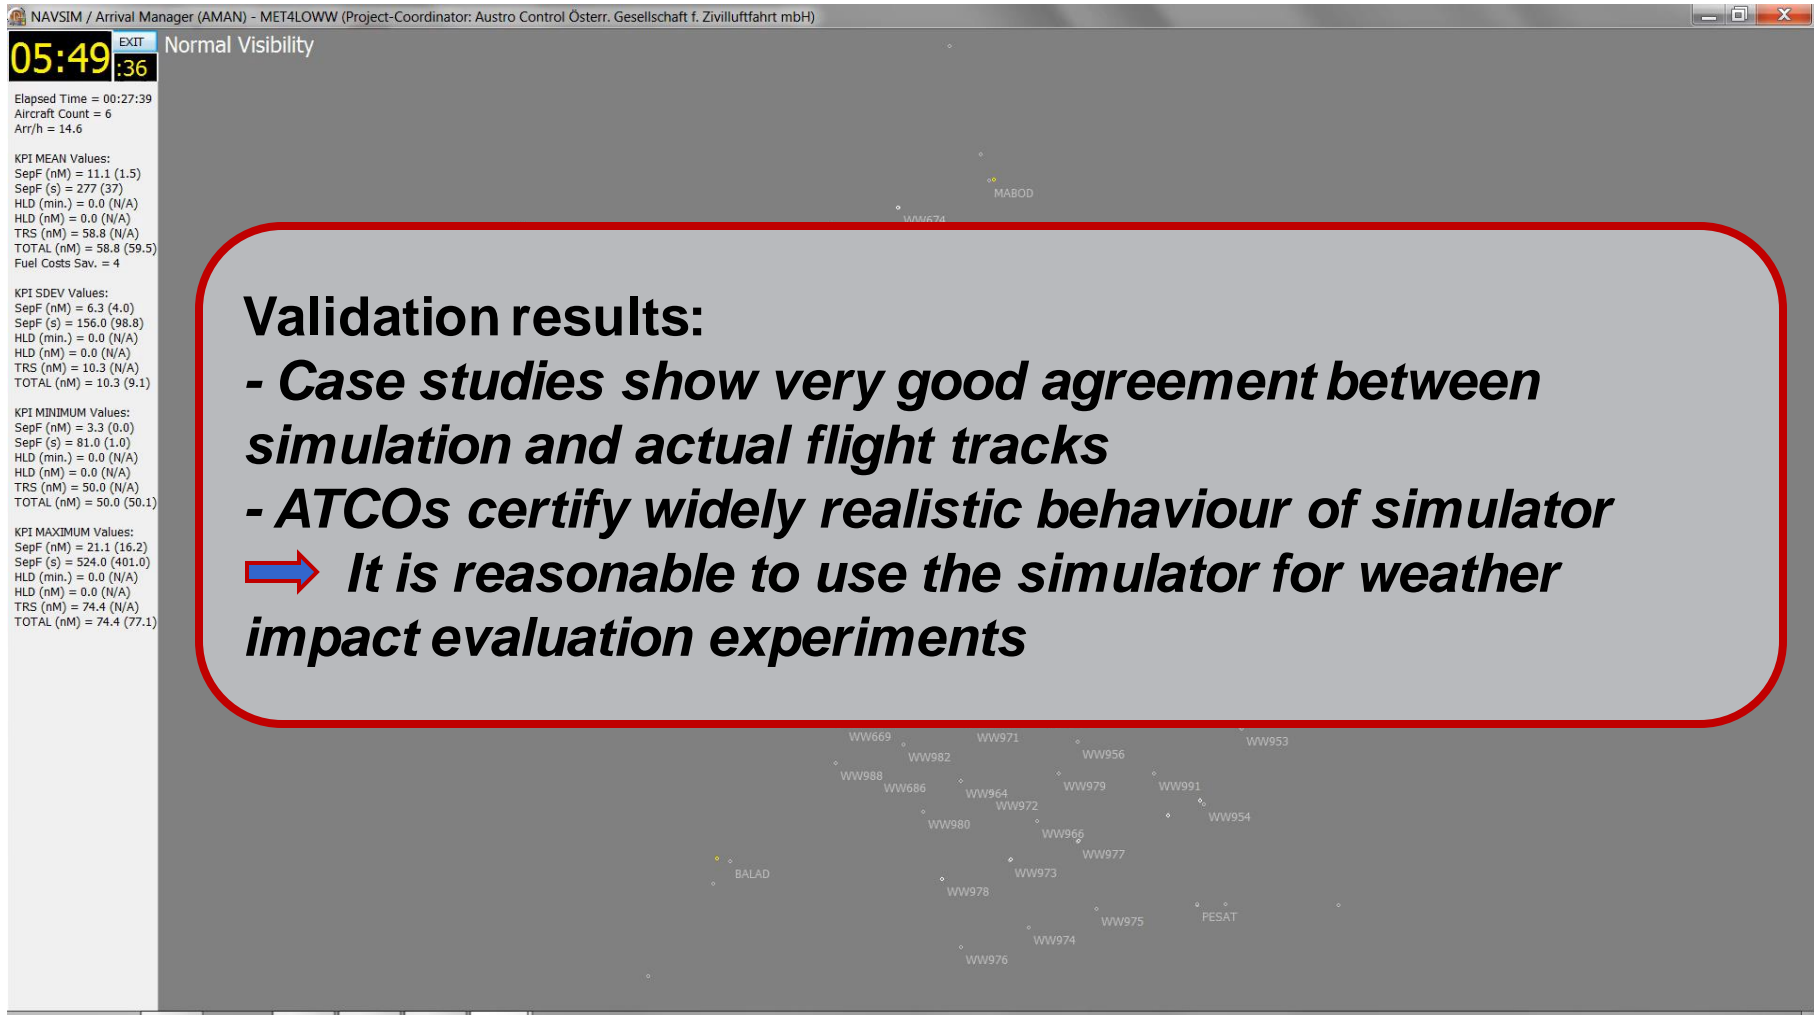 NAVSIM / Arrival Manager (AMAN) - MET4LOWW (Project-Coordinator: Austro Control Österr. Gesellschaft f. Zivilluftfahrt mbH)
05:49 :36
EXIT
Normal Visibility
Elapsed Time = 00:27:39
Aircraft Count = 6
Arr/h = 14.6
KPI MEAN Values:
SepF (nM) = 11.1 (1.5)
SepF (s) = 277 (37)
HLD (min.) = 0.0 (N/A)
HLD (nM) = 0.0 (N/A)
TRS (nM) = 58.8 (N/A)
TOTAL (nM) = 58.8 (59.5)
Fuel Costs Sav. = 4
KPI SDEV Values:
SepF (nM) = 6.3 (4.0)
SepF (s) = 156.0 (98.8)
HLD (min.) = 0.0 (N/A)
HLD (nM) = 0.0 (N/A)
TRS (nM) = 10.3 (N/A)
TOTAL (nM) = 10.3 (9.1)
KPI MINIMUM Values:
SepF (nM) = 3.3 (0.0)
SepF (s) = 81.0 (1.0)
HLD (min.) = 0.0 (N/A)
HLD (nM) = 0.0 (N/A)
TRS (nM) = 50.0 (N/A)
TOTAL (nM) = 50.0 (50.1)
KPI MAXIMUM Values:
SepF (nM) = 21.1 (16.2)
SepF (s) = 524.0 (401.0)
HLD (min.) = 0.0 (N/A)
HLD (nM) = 0.0 (N/A)
TRS (nM) = 74.4 (N/A)
TOTAL (nM) = 74.4 (77.1)
MABOD
WW674
Validation results:
- Case studies show very good agreement between
simulation and actual flight tracks
- ATCOs certify widely realistic behaviour of simulator
It is reasonable to use the simulator for weather
impact evaluation experiments
WW669
WW971
WW953
WW982
WW956
WW988
WW686
WW964
WW979
WW991
WW972
WW954
WW980
WW966
WW977
BALAD
WW973
WW978
WW975
PESAT
WW974
WW976